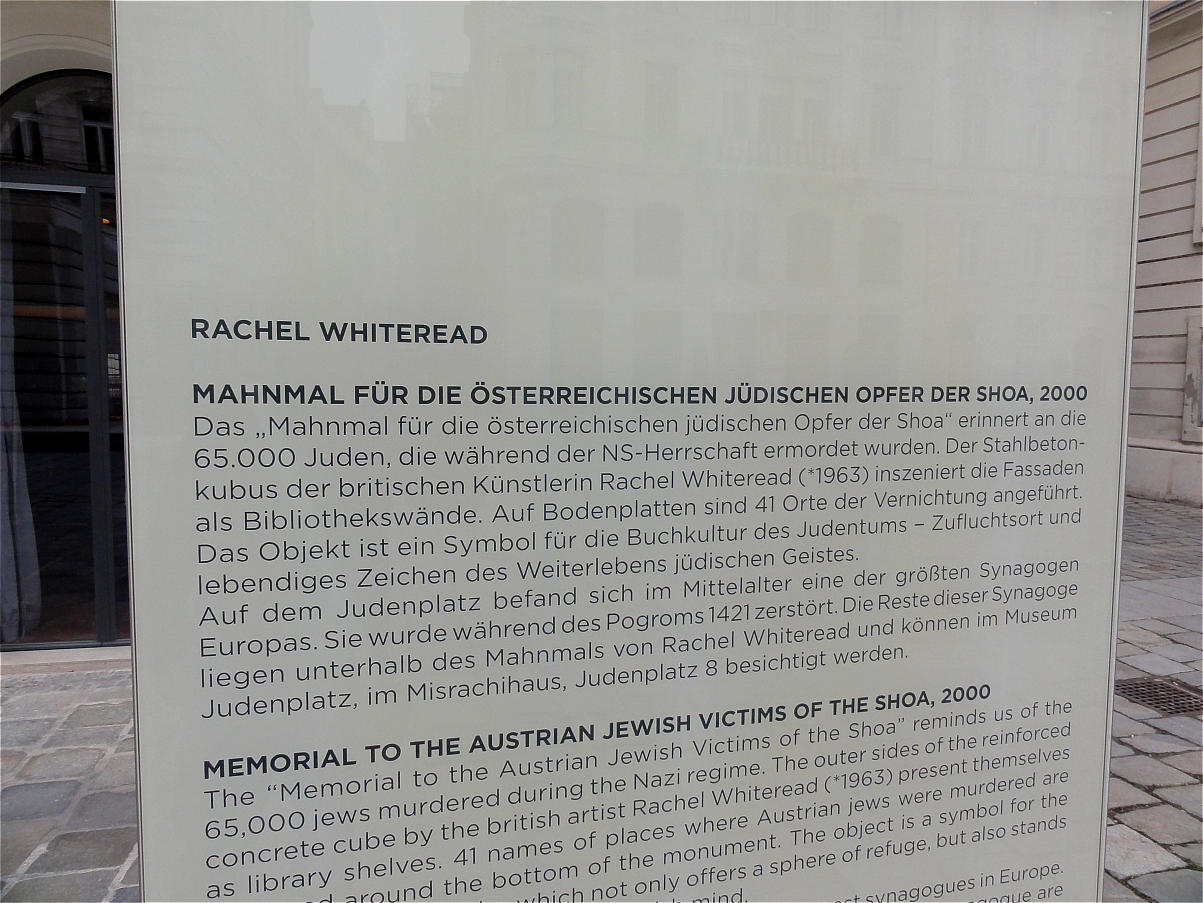 RACHEL WHITEREAD
MAHNMAL FÜR DIE ÖSTERREICHISCHEN JÜDISCHEN OPFER DER SHOA, 2000
Das „Mahnmal für die österreichischen jüdischen Opfer der Shoa“ erinnert an die
65.000 Juden, die während der NS-Herrschaft ermordet wurden. Der Stahlbeton-
kubus der britischen Künstlerin Rachel Whiteread (*1963) inszeniert die Fassaden
als Bibliothekswände. Auf Bodenplatten sind 41 Orte der Vernichtung angeführt.
Das Objekt ist ein Symbol für die Buchkultur des Judentums – Zufluchtsort und
lebendiges Zeichen des Weiterlebens jüdischen Geistes.
Auf dem Judenplatz befand sich im Mittelalter eine der größten Synagogen
Europas. Sie wurde während des Pogroms 1421 zerstört. Die Reste dieser Synagoge
liegen unterhalb des Mahnmals von Rachel Whiteread und können im Museum
Judenplatz, im Misrachihaus, Judenplatz 8 besichtigt werden.
MEMORIAL TO THE AUSTRIAN JEWISH VICTIMS OF THE SHOA, 2000
The “Memorial to the Austrian Jewish Victims of the Shoa” reminds us of the
65,000 jews murdered during the Nazi regime. The outer sides of the reinforced
concrete cube by the british artist Rachel Whiteread (*1963) present themselves
as library shelves. 41 names of places where Austrian jews were murdered are
around the bottom of the monument. The object is a symbol for the
which not only offers a sphere of refuge, but also stands
mind.
synagogues in Europe.
are